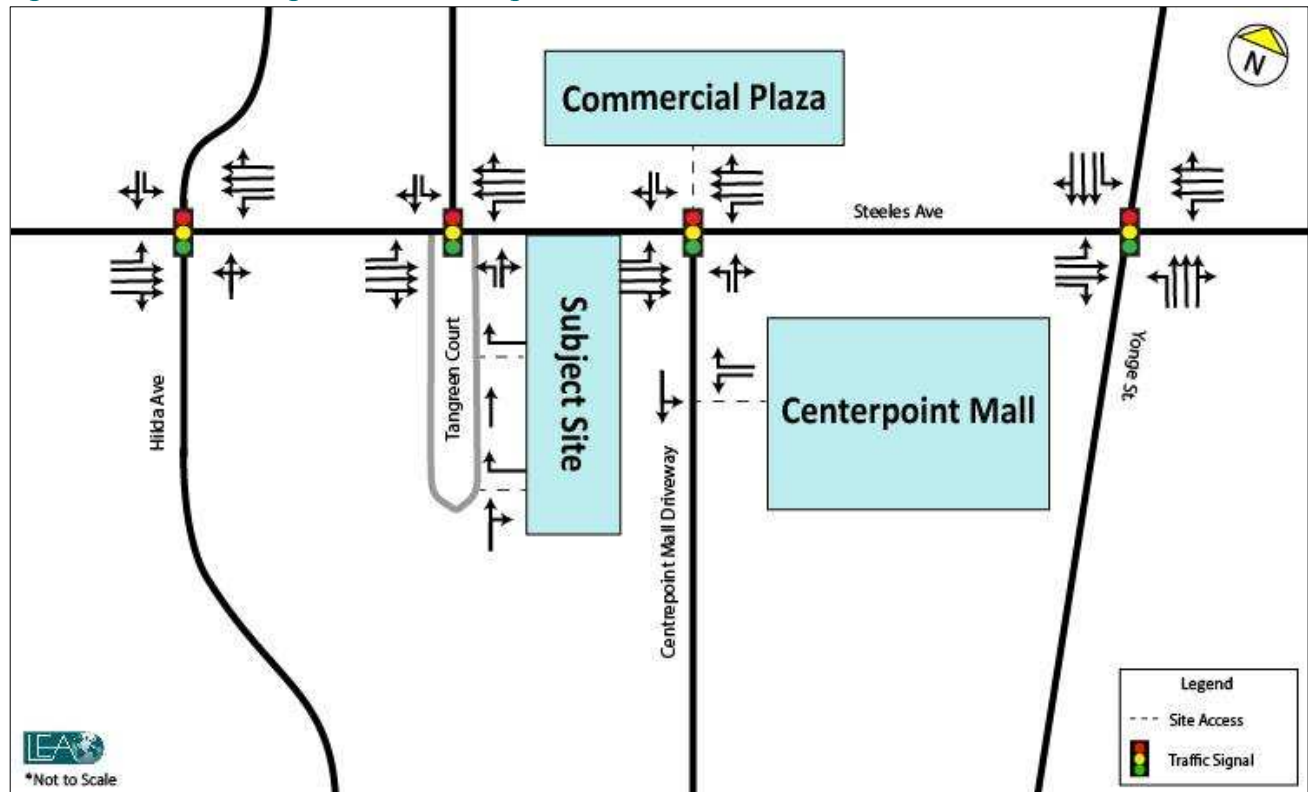 Commercial Plaza
N
Steeles Ave
Tangreen Court
Subject Site
Hilda Ave
Centrepoint Mall Driveway
Centerpoint Mall
Yonge St.
LEA
*Not to Scale
Legend
Site Access
Traffic Signal